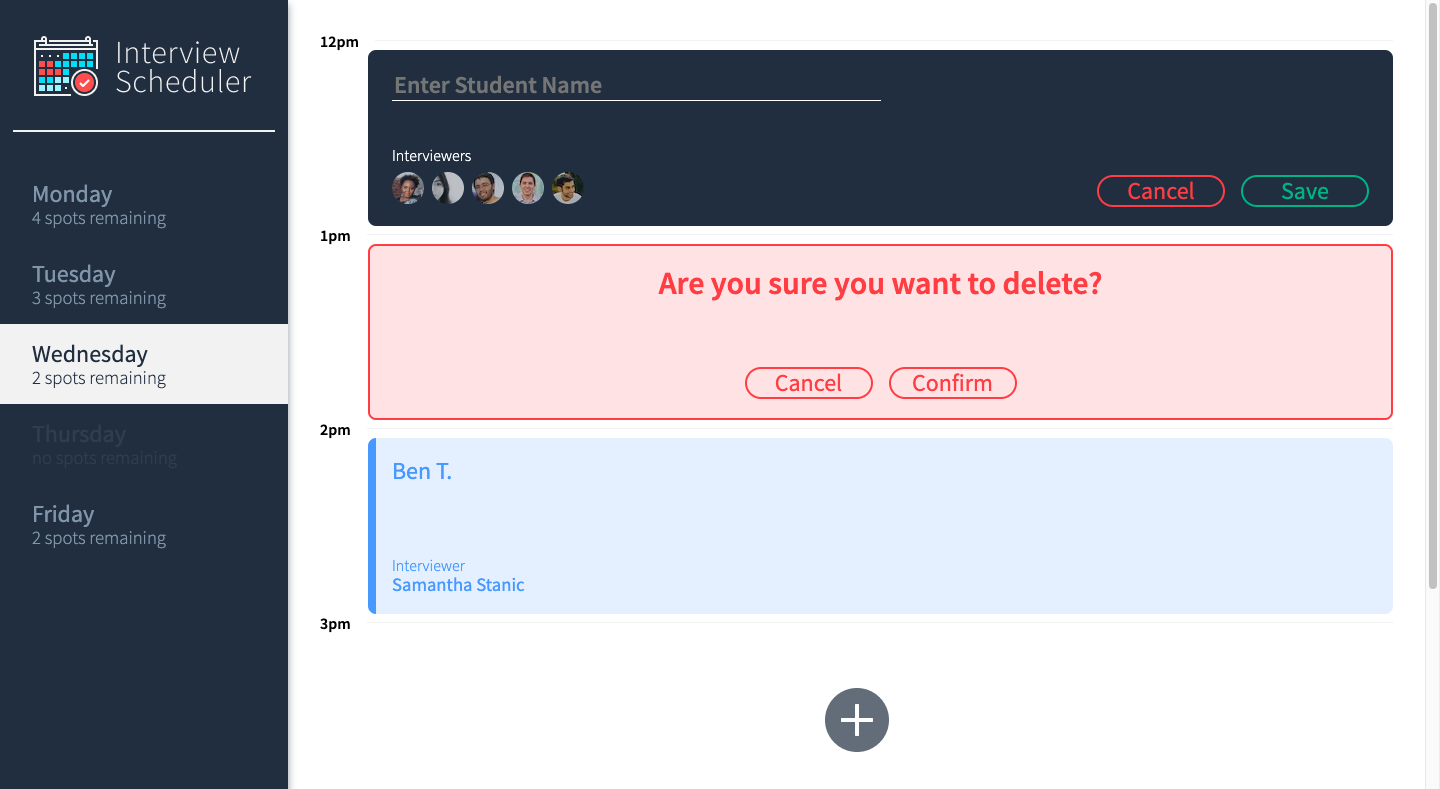 Interview
Scheduler
Monday
4 spots remaining
Tuesday
3 spots remaining
Wednesday
2 spots remaining
Thursday
no spots remaining
Friday
2 spots remaining
12pm
Enter Student Name
Interviewers
Cancel
Save
1pm
Are you sure you want to delete?
Cancel
Confirm
2pm
Ben T.
Interviewer
Samantha Stanic
3pm